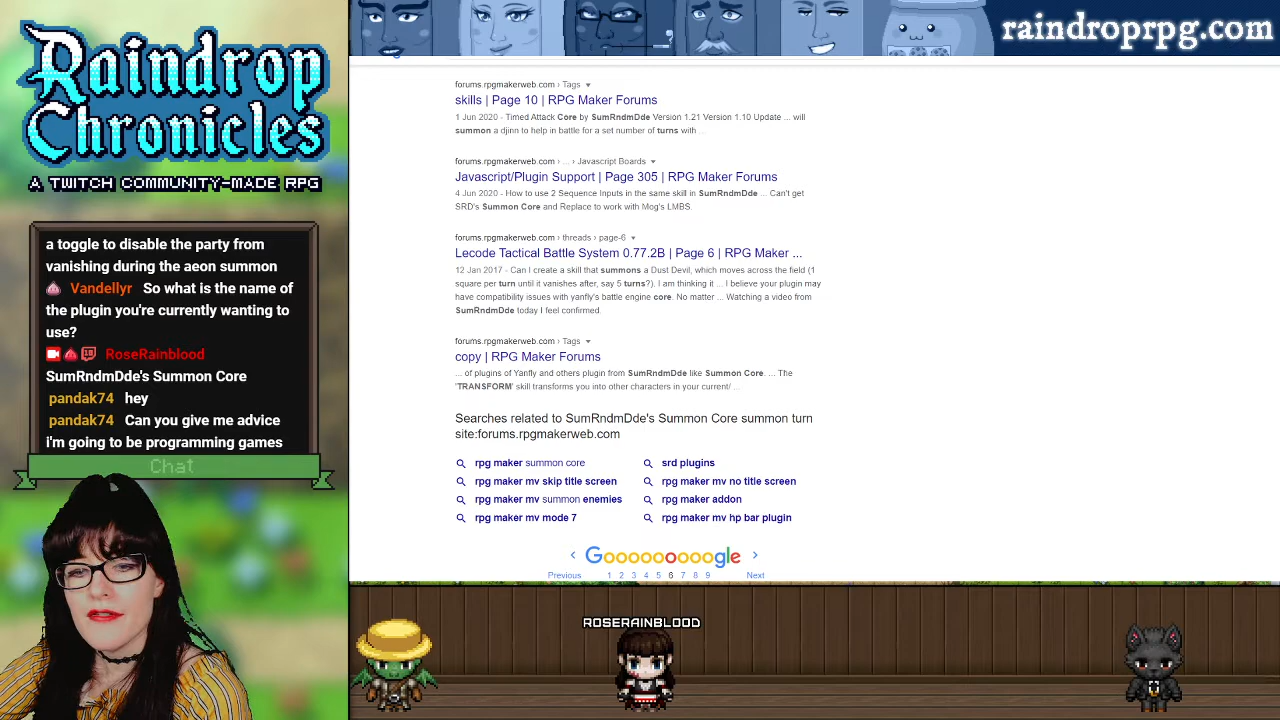 Raindrop
Chronicles
A TWITCH COMMUNITY-MADE RPG
raindroprpg.com
a toggle to disable the party from
vanishing during the aeon summon
Vandellyr So what is the name of
the plugin you're currently wanting to
use?
RoseRainblood
SumRndmDde's Summon Core
pandak74 hey
pandak74 Can you give me advice
i'm going to be programming games
Chat
forums.rpgmakerweb.com › Tags
skills | Page 10 | RPG Maker Forums
1 Jun 2020 - Timed Attack Core by SumRndmDde Version 1.21 Version 1.10 Update ... will
summon a djinn to help in battle for a set number of turns with ...
forums.rpgmakerweb.com › ... › Javascript Boards
Javascript/Plugin Support | Page 305 | RPG Maker Forums
4 Jun 2020 - How to use 2 Sequence Inputs in the same skill in SumRndmDde ... Can't get
SRD's Summon Core and Replace to work with Mog's LMBS.
forums.rpgmakerweb.com › threads › page-6
Lecode Tactical Battle System 0.77.2B | Page 6 | RPG Maker ...
12 Jan 2017 - Can I create a skill that summons a Dust Devil, which moves across the field (1
square per turn until it vanishes after, say 5 turns?). I am thinking it ... I believe your plugin may
have compatibility issues with yanfly's battle engine core. No matter ... Watching a video from
SumRndmDde today I feel confirmed.
forums.rpgmakerweb.com › Tags
copy | RPG Maker Forums
... of plugins of Yanfly and others plugin from SumRndmDde like Summon Core. ... The
'TRANSFORM' skill transforms you into other characters in your current/ ...
Searches related to SumRndmDde's Summon Core summon turn
site:forums.rpgmakerweb.com
rpg maker summon core
srd plugins
rpg maker mv skip title screen
rpg maker mv no title screen
rpg maker mv summon enemies
rpg maker addon
rpg maker mv mode 7
rpg maker mv hp bar plugin
Gooooooooogle
Previous 1 2 3 4 5 6 7 8 9 Next
ROSERAINBLOOD